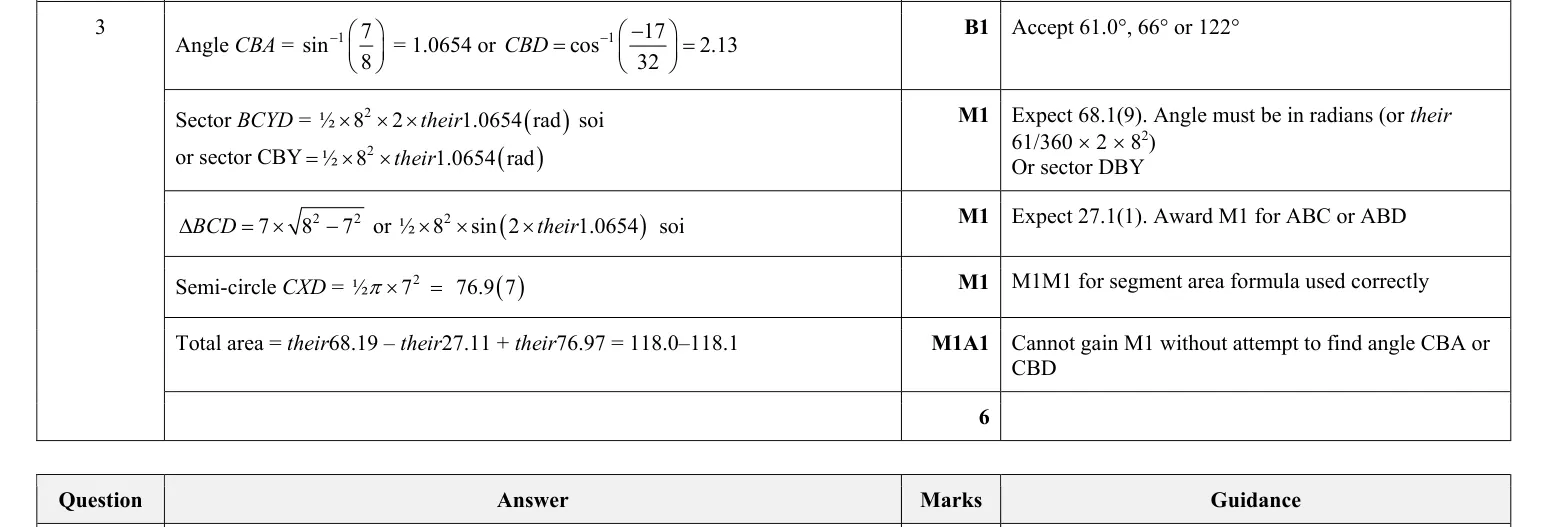 3
Angle CBA = sin⁻¹(7/8) = 1.0654 or CBD = cos⁻¹(−17/32) = 2.13
B1
Accept 61.0°, 66° or 122°
Sector BCYD = ½ × 8² × 2 × their1.0654(rad) soi
or sector CBY = ½ × 8² × their1.0654(rad)
M1
Expect 68.1(9). Angle must be in radians (or their
61/360 × 2 × 8²)
Or sector DBY
ΔBCD = 7 × √(8² − 7²) or ½ × 8² × sin(2 × their1.0654) soi
M1
Expect 27.1(1). Award M1 for ABC or ABD
Semi-circle CXD = ½π × 7² = 76.9(7)
M1
M1M1 for segment area formula used correctly
Total area = their68.19 – their27.11 + their76.97 = 118.0–118.1
M1A1
Cannot gain M1 without attempt to find angle CBA or
CBD
6
Question Answer Marks Guidance